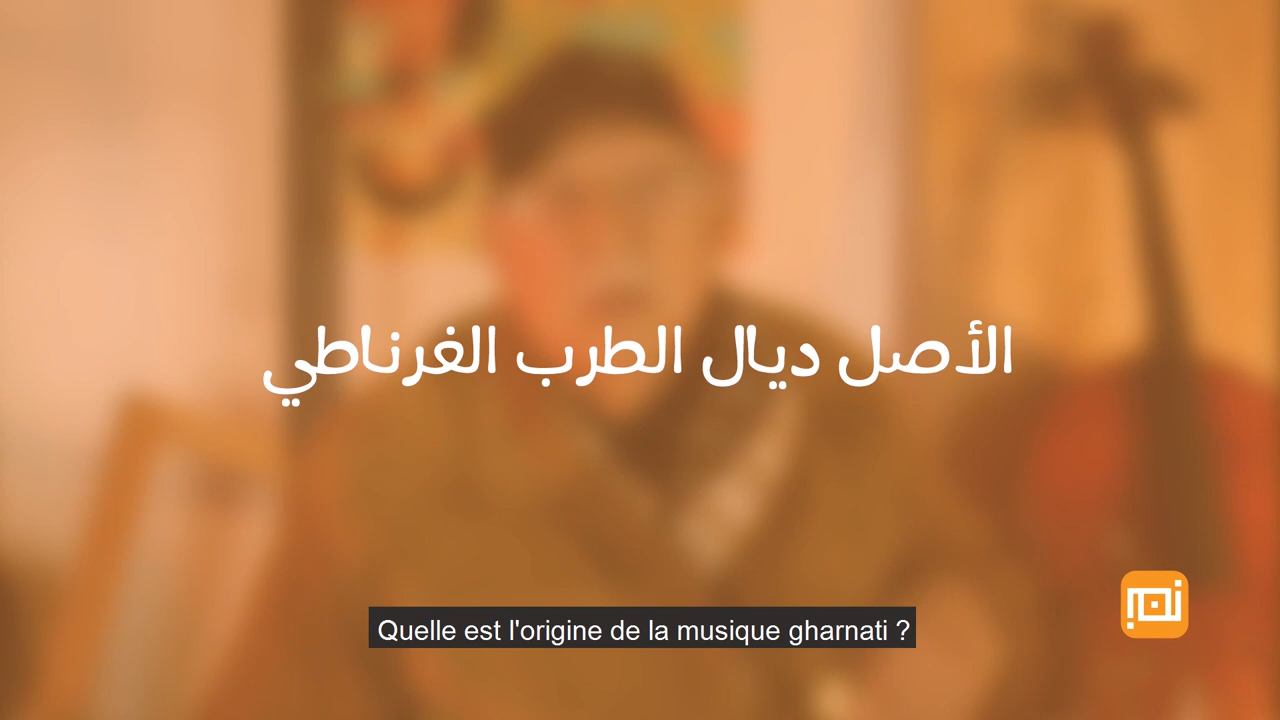 الأصل ديال الطرب الغرناطي
Quelle est l'origine de la musique gharnati ?